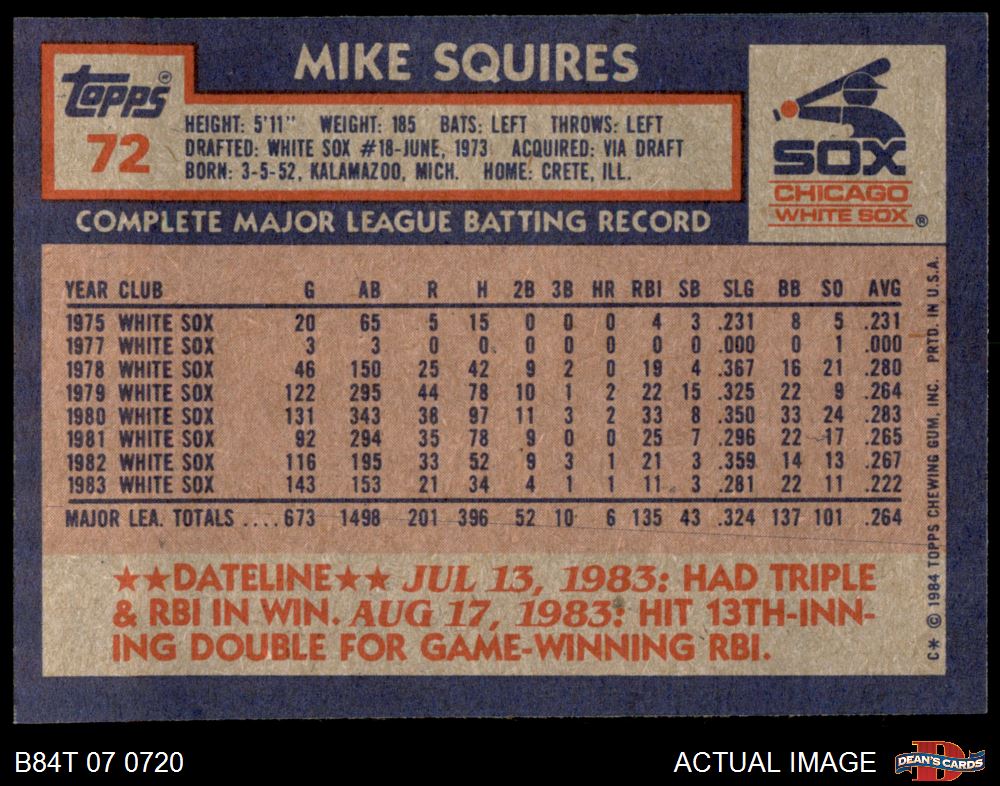 MIKE SQUIRES
Topps®
72
HEIGHT: 5'11" WEIGHT: 185 BATS: LEFT THROWS: LEFT
DRAFTED: WHITE SOX #18-JUNE, 1973 ACQUIRED: VIA DRAFT
BORN: 3-5-52, KALAMAZOO, MICH. HOME: CRETE, ILL.
SOX
CHICAGO
WHITE SOX ®
COMPLETE MAJOR LEAGUE BATTING RECORD
YEAR CLUB G AB R H 2B 3B HR RBI SB SLG BB SO AVG
1975 WHITE SOX 20 65 5 15 0 0 0 4 3 .231 8 5 .231
1977 WHITE SOX 3 3 0 0 0 0 0 0 0 .000 0 1 .000
1978 WHITE SOX 46 150 25 42 9 2 0 19 4 .367 16 21 .280
1979 WHITE SOX 122 295 44 78 10 1 2 22 15 .325 22 9 .264
1980 WHITE SOX 131 343 38 97 11 3 2 33 8 .350 33 24 .283
1981 WHITE SOX 92 294 35 78 9 0 0 25 7 .296 22 17 .265
1982 WHITE SOX 116 195 33 52 9 3 1 21 3 .359 14 13 .267
1983 WHITE SOX 143 153 21 34 4 1 1 11 3 .281 22 11 .222
MAJOR LEA. TOTALS ....673 1498 201 396 52 10 6 135 43 .324 137 101 .264
★★DATELINE★★ JUL 13, 1983: HAD TRIPLE
& RBI IN WIN. AUG 17, 1983: HIT 13TH-INN-
ING DOUBLE FOR GAME-WINNING RBI.
C* © 1984 TOPPS CHEWING GUM, INC. PRTD. IN U.S.A.
B84T 07 0720
ACTUAL IMAGE
D
DEAN'S CARDS